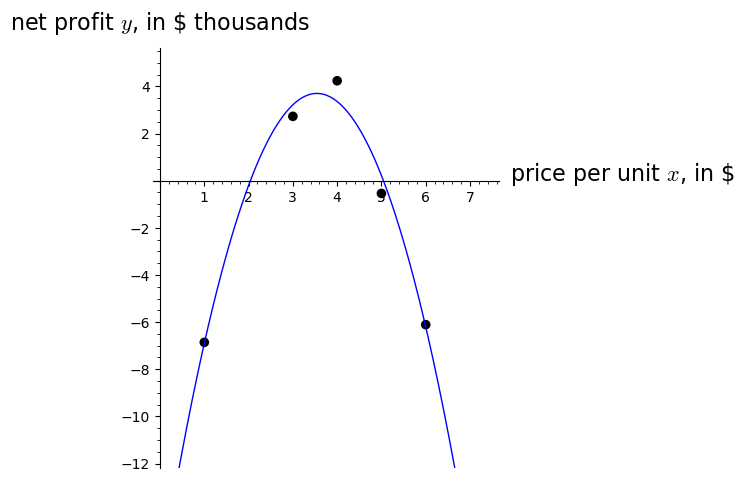 net profit y, in $ thousands
4
2
price per unit x, in $
1 2 3 4 5 6 7
−2
−4
−6
−8
−10
−12